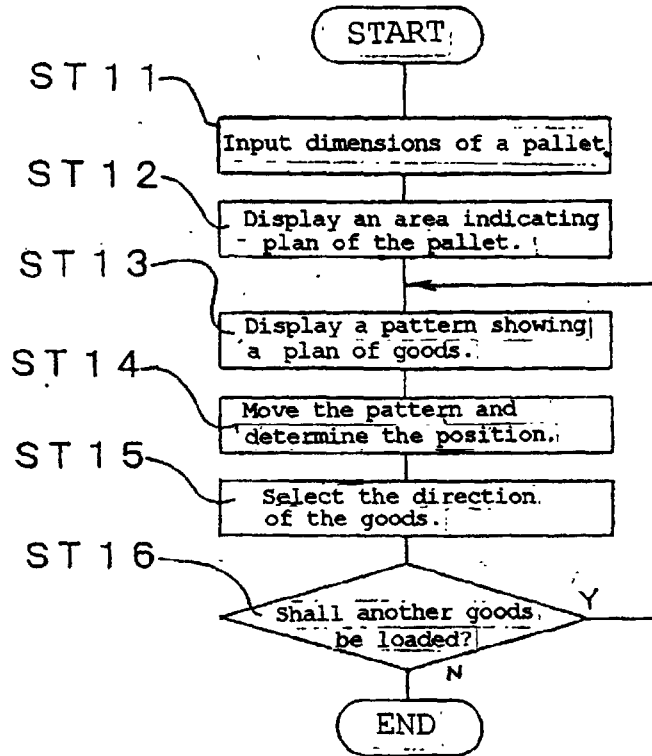 START
ST11
Input dimensions of a pallet.
ST12
Display an area indicating
plan of the pallet.
ST13
Display a pattern showing
a plan of goods.
ST14
Move the pattern and
determine the position.
ST15
Select the direction
of the goods.
ST16
Shall another goods
be loaded?
Y
N
END